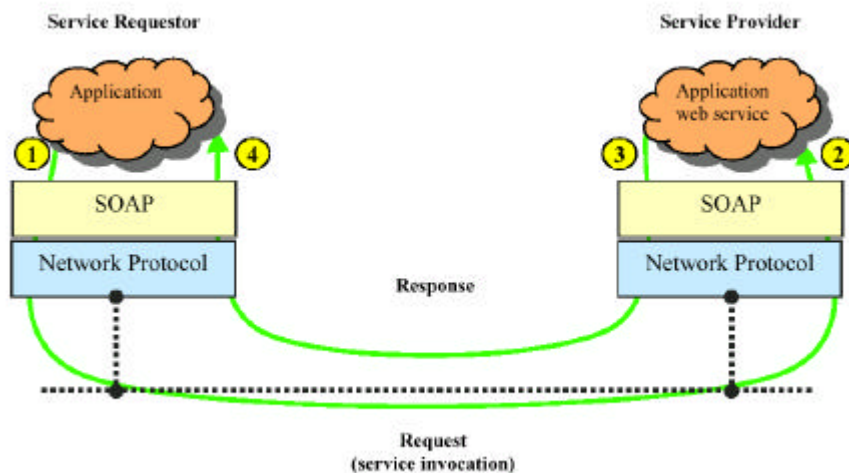 Service Requestor
Service Provider
Application
Application
web service
1
4
3
2
SOAP
SOAP
Network Protocol
Network Protocol
Response
Request
(service invocation)